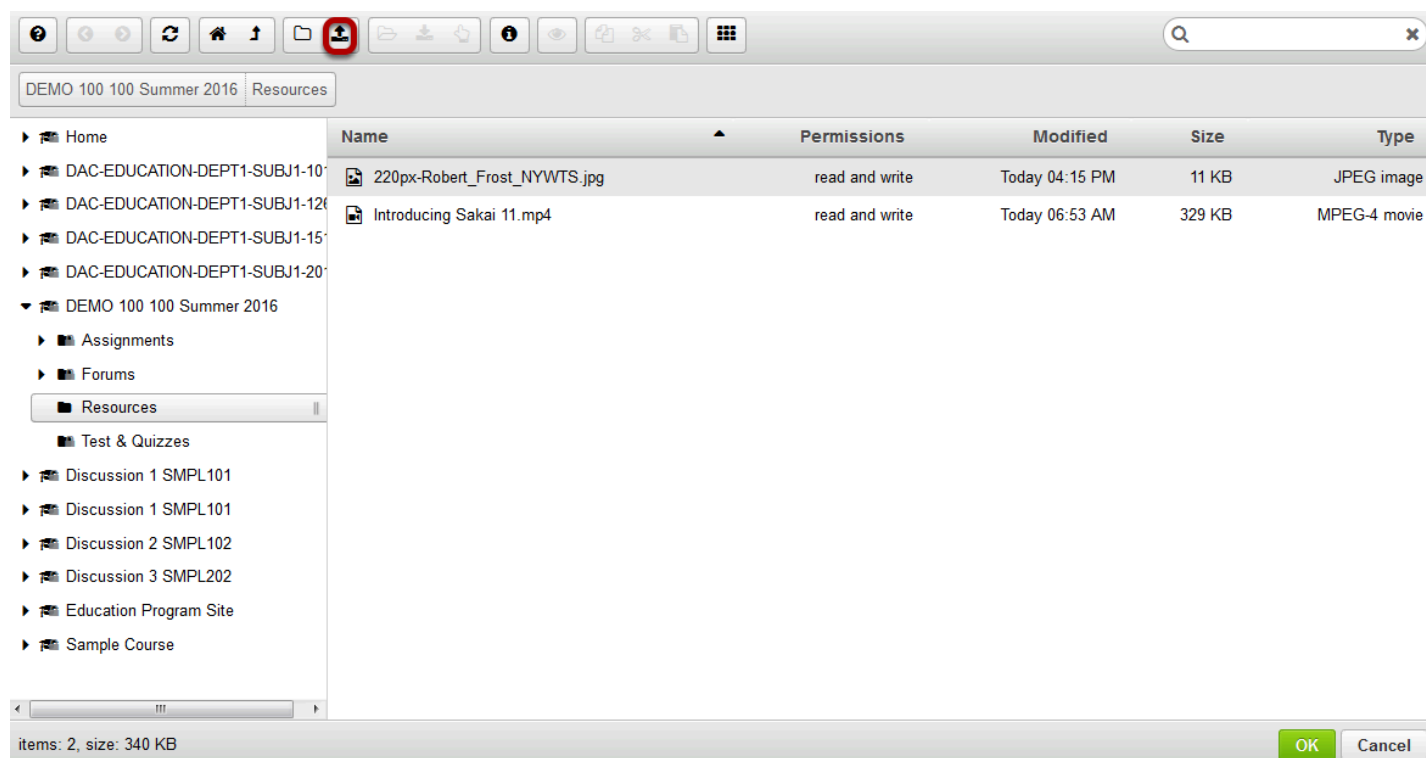 DEMO 100 100 Summer 2016 Resources
Home
DAC-EDUCATION-DEPT1-SUBJ1-101
DAC-EDUCATION-DEPT1-SUBJ1-126
DAC-EDUCATION-DEPT1-SUBJ1-151
DAC-EDUCATION-DEPT1-SUBJ1-201
DEMO 100 100 Summer 2016
Assignments
Forums
Resources
Test & Quizzes
Discussion 1 SMPL101
Discussion 1 SMPL101
Discussion 2 SMPL102
Discussion 3 SMPL202
Education Program Site
Sample Course
Name Permissions Modified Size Type
220px-Robert_Frost_NYWTS.jpg read and write Today 04:15 PM 11 KB JPEG image
Introducing Sakai 11.mp4 read and write Today 06:53 AM 329 KB MPEG-4 movie
items: 2, size: 340 KB
OK Cancel